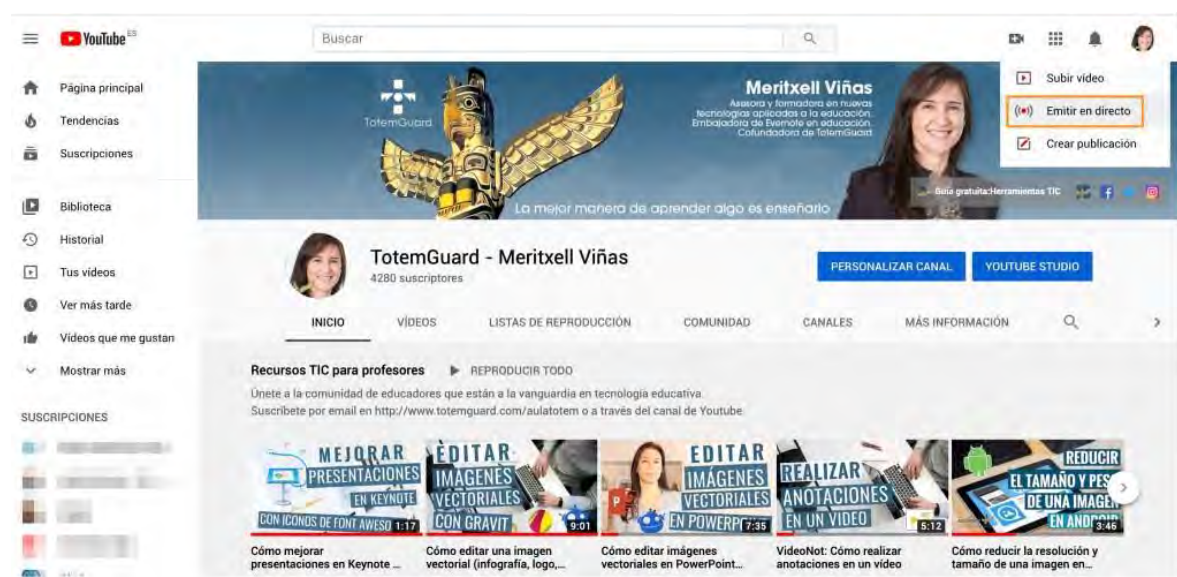 YouTube ES
Buscar
Página principal
Tendencias
Suscripciones
Biblioteca
Historial
Tus vídeos
Ver más tarde
Vídeos que me gustan
Mostrar más
SUSCRIPCIONES
Subir vídeo
Emitir en directo
Crear publicación
TotemGuard
Meritxell Viñas
Asesora y formadora en nuevas
tecnologías aplicadas a la educación.
Embajadora de Evernote en educación.
Cofundadora de TotemGuard
La mejor manera de aprender algo es enseñarlo
Guía gratuita:Herramientas TIC
TotemGuard - Meritxell Viñas
4280 suscriptores
PERSONALIZAR CANAL
YOUTUBE STUDIO
INICIO VÍDEOS LISTAS DE REPRODUCCIÓN COMUNIDAD CANALES MÁS INFORMACIÓN
Recursos TIC para profesores REPRODUCIR TODO
Únete a la comunidad de educadores que están a la vanguardia en tecnología educativa.
Suscríbete por email en http://www.totemguard.com/aulatotem o a través del canal de Youtube
MEJORAR
PRESENTACIONES
EN KEYNOTE
CON ICONOS DE FONT AWESO
1:17
Cómo mejorar
presentaciones en Keynote ...
EDITAR
IMÁGENES
VECTORIALES
CON GRAVIT
9:01
Cómo editar una imagen
vectorial (infografía, logo,...
EDITAR
IMÁGENES
VECTORIALES
EN POWERP
7:35
Cómo editar imágenes
vectoriales en PowerPoint...
REALIZAR
ANOTACIONES
EN UN VIDEO
5:12
VideoNot: Cómo realizar
anotaciones en un vídeo
REDUCIR
EL TAMAÑO Y PES
DE UNA IMAGE
EN ANDR
3:46
Cómo reducir la resolución y
tamaño de una imagen en...